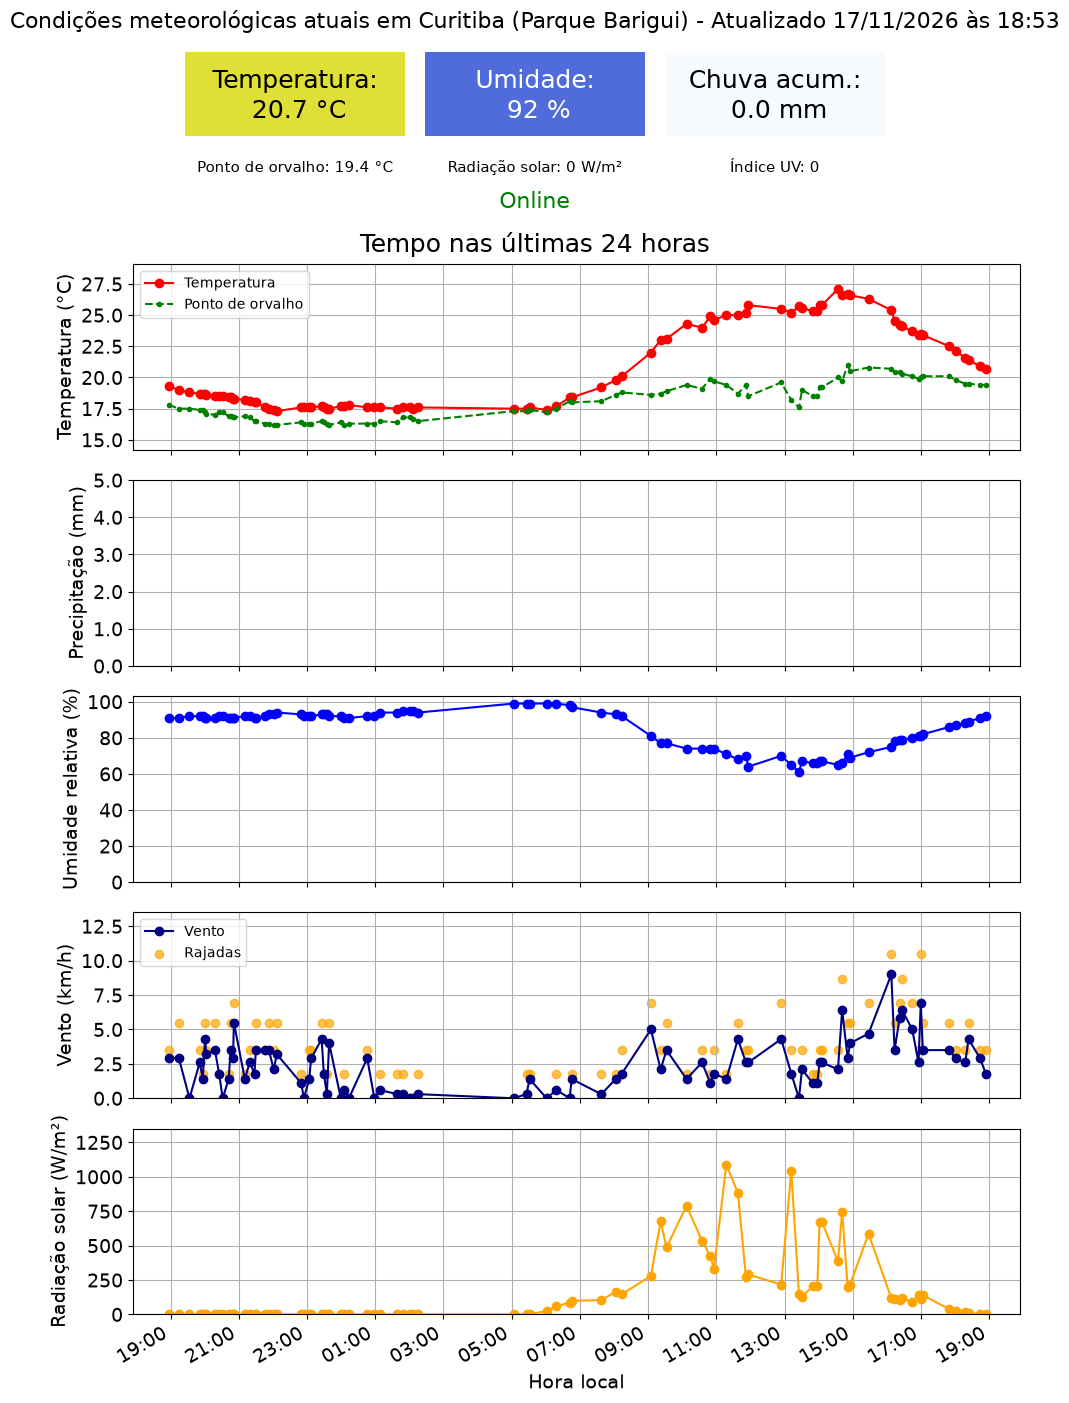 Condições meteorológicas atuais em Curitiba (Parque Barigui) - Atualizado 17/11/2026 às 18:53
Temperatura:
20.7 °C
Umidade:
92 %
Chuva acum.:
0.0 mm
Ponto de orvalho: 19.4 °C
Radiação solar: 0 W/m²
Índice UV: 0
Online
Tempo nas últimas 24 horas
Temperatura (°C)
27.5
25.0
22.5
20.0
17.5
15.0
Temperatura
Ponto de orvalho
Precipitação (mm)
5.0
4.0
3.0
2.0
1.0
0.0
Umidade relativa (%)
100
80
60
40
20
0
Vento (km/h)
12.5
10.0
7.5
5.0
2.5
0.0
Vento
Rajadas
Radiação solar (W/m²)
1250
1000
750
500
250
0
19:00
21:00
23:00
01:00
03:00
05:00
07:00
09:00
11:00
13:00
15:00
17:00
19:00
Hora local